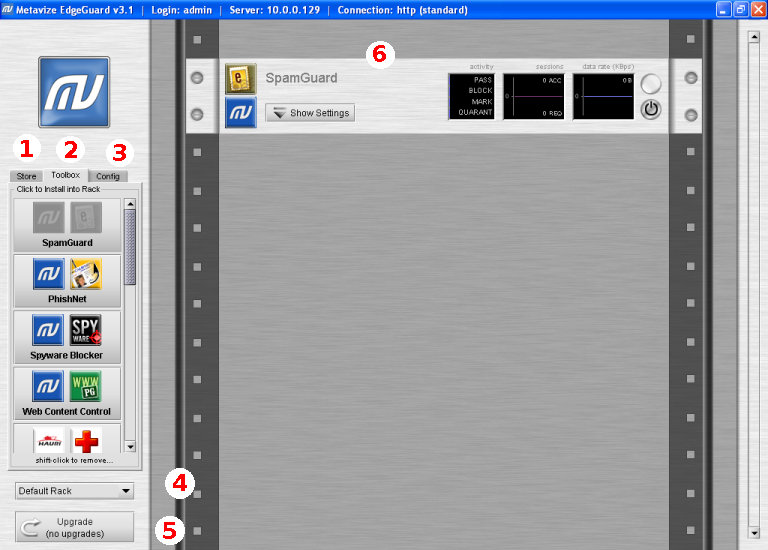 Metavize EdgeGuard v3.1 | Login: admin | Server: 10.0.0.129 | Connection: http (standard)
1
2
3
Store
Toolbox
Config
Click to Install into Rack
SpamGuard
PhishNet
SPY
WARE
Spyware Blocker
WWW
PG
Web Content Control
HAURI
shift-click to remove...
Default Rack
Upgrade
(no upgrades)
4
5
6
e
SpamGuard
Show Settings
activity
PASS
BLOCK
MARK
QUARANT
sessions
0 ACC
0
0 REQ
data rate (KBps)
0 B
0